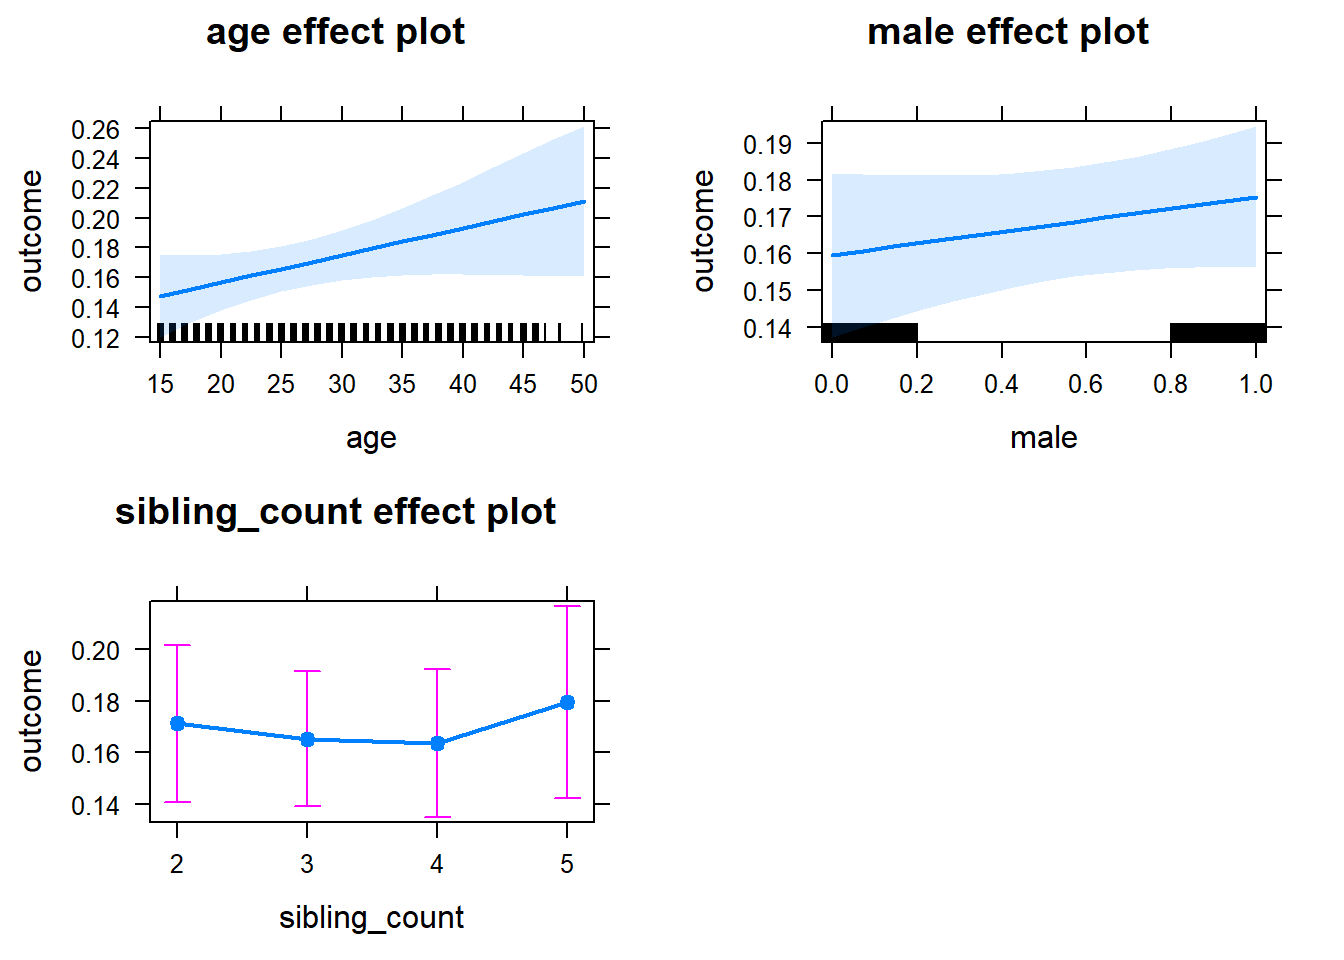 age effect plot
outcome
0.26
0.24
0.22
0.20
0.18
0.16
0.14
0.12
15 20 25 30 35 40 45 50
age
male effect plot
outcome
0.19
0.18
0.17
0.16
0.15
0.14
0.0 0.2 0.4 0.6 0.8 1.0
male
sibling_count effect plot
outcome
0.20
0.18
0.16
0.14
2 3 4 5
sibling_count